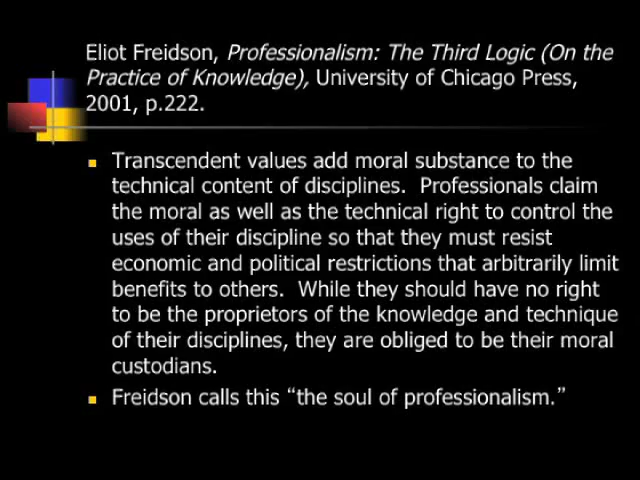 Eliot Freidson, Professionalism: The Third Logic (On the
Practice of Knowledge), University of Chicago Press,
2001, p.222.
Transcendent values add moral substance to the
technical content of disciplines.  Professionals claim
the moral as well as the technical right to control the
uses of their discipline so that they must resist
economic and political restrictions that arbitrarily limit
benefits to others.  While they should have no right
to be the proprietors of the knowledge and technique
of their disciplines, they are obliged to be their moral
custodians.
Freidson calls this “the soul of professionalism.”